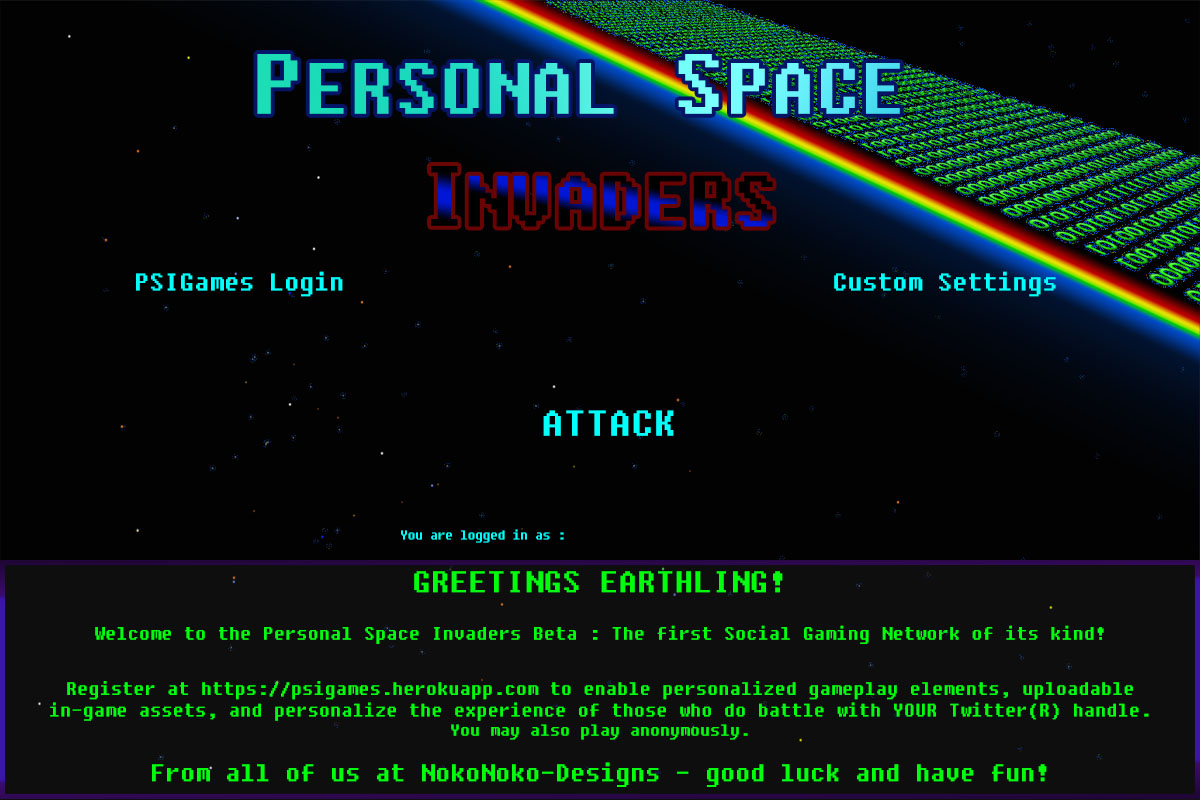 Personal Space
Invaders
PSIGames Login
Custom Settings
ATTACK
You are logged in as :
GREETINGS EARTHLING!
Welcome to the Personal Space Invaders Beta : The first Social Gaming Network of its kind!
Register at https://psigames.herokuapp.com to enable personalized gameplay elements, uploadable
in-game assets, and personalize the experience of those who do battle with YOUR Twitter(R) handle.
You may also play anonymously.
From all of us at NokoNoko-Designs - good luck and have fun!